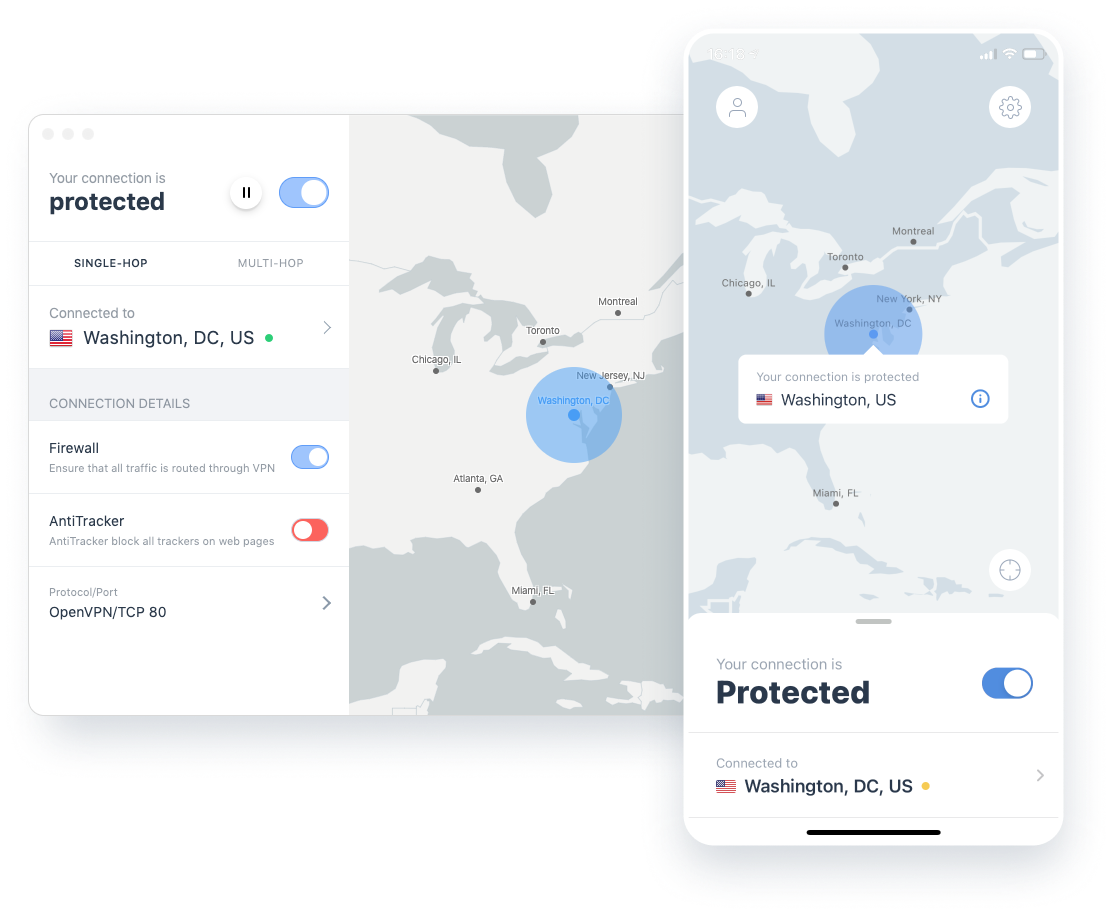 Your connection is
protected
SINGLE-HOP
MULTI-HOP
Connected to
Washington, DC, US
CONNECTION DETAILS
Firewall
Ensure that all traffic is routed through VPN
AntiTracker
AntiTracker block all trackers on web pages
Protocol/Port
OpenVPN/TCP 80
Montreal
Toronto
Chicago, IL
New Jersey, NJ
Washington, DC
Atlanta, GA
Miami, FL
Montreal
Toronto
Chicago, IL
New York, NY
Washington, DC
Your connection is protected
Washington, US
Miami, FL
Your connection is
Protected
Connected to
Washington, DC, US